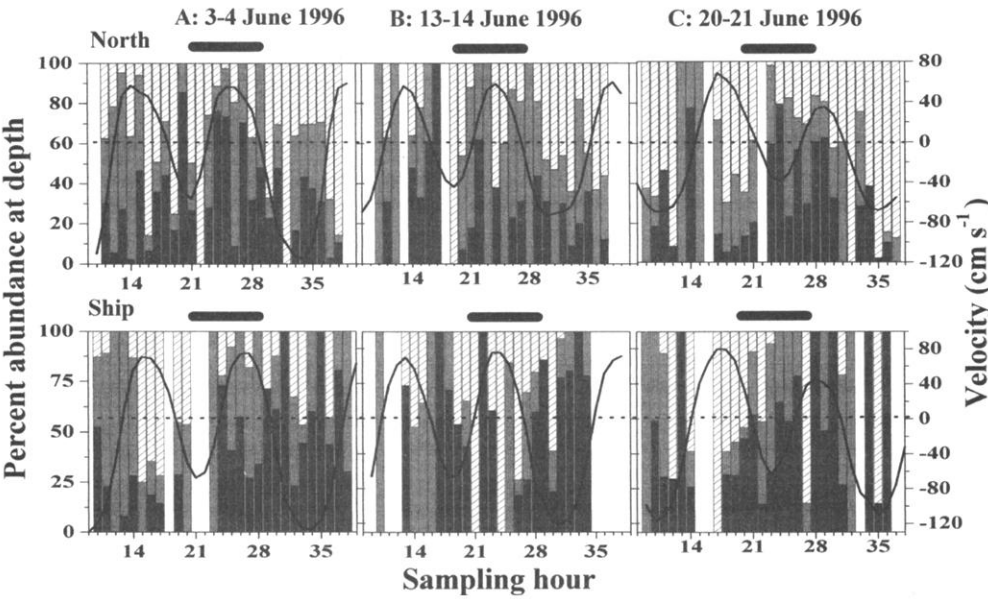 A: 3-4 June 1996 B: 13-14 June 1996 C: 20-21 June 1996
North
100 80
80 40
60 0
40 -40
20 -80
0 -120
14 21 28 35 14 21 28 35 14 21 28 35
Ship
100 80
75 40
50 0
25 -40
0 -80
-120
14 21 28 35 14 21 28 35 14 21 28 35
Percent abundance at depth
Velocity (cm s⁻¹)
Sampling hour